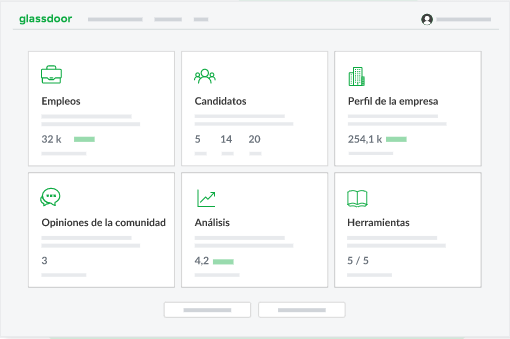 glassdoor
Empleos
Candidatos
Perfil de la empresa
32 k
5 14 20
254,1 k
Opiniones de la comunidad
Análisis
Herramientas
3
4,2
5 / 5